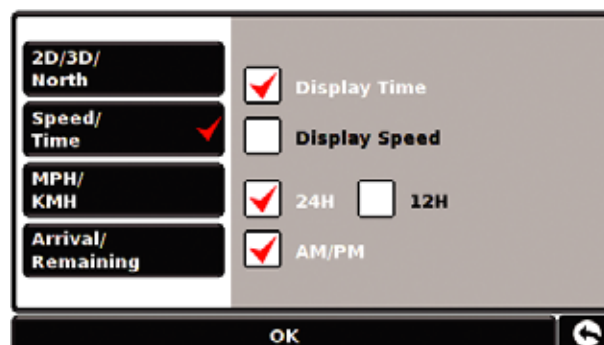 2D/3D/
North
Speed/
Time
MPH/
KMH
Arrival/
Remaining
Display Time
Display Speed
24H 12H
AM/PM
OK